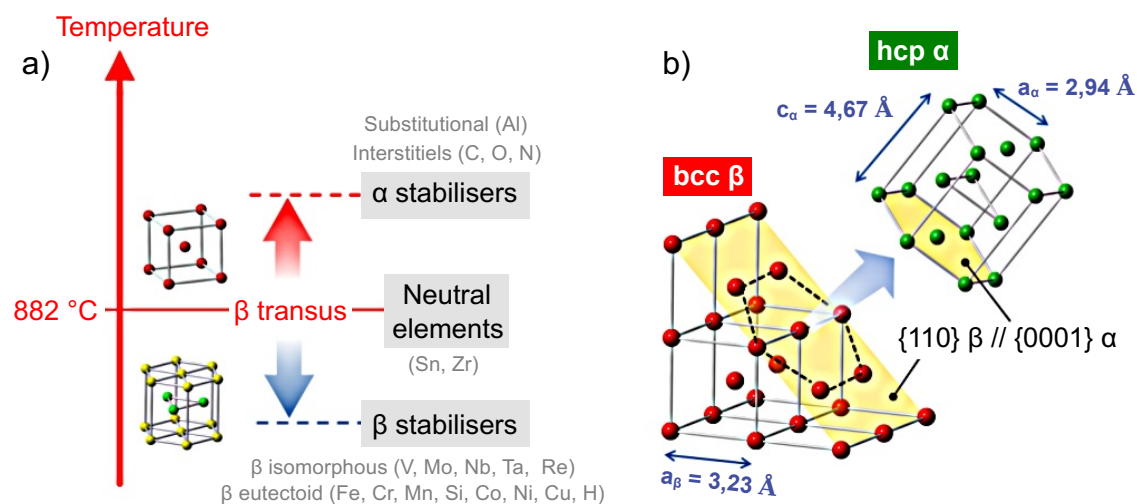 Temperature
a)
Substitutional (Al)
Interstitiels (C, O, N)
α stabilisers
882 °C
β transus
Neutral
elements
(Sn, Zr)
β stabilisers
β isomorphous (V, Mo, Nb, Ta, Re)
β eutectoid (Fe, Cr, Mn, Si, Co, Ni, Cu, H)
b)
hcp α
aα = 2,94 Å
cα = 4,67 Å
bcc β
{110} β // {0001} α
aβ = 3,23 Å